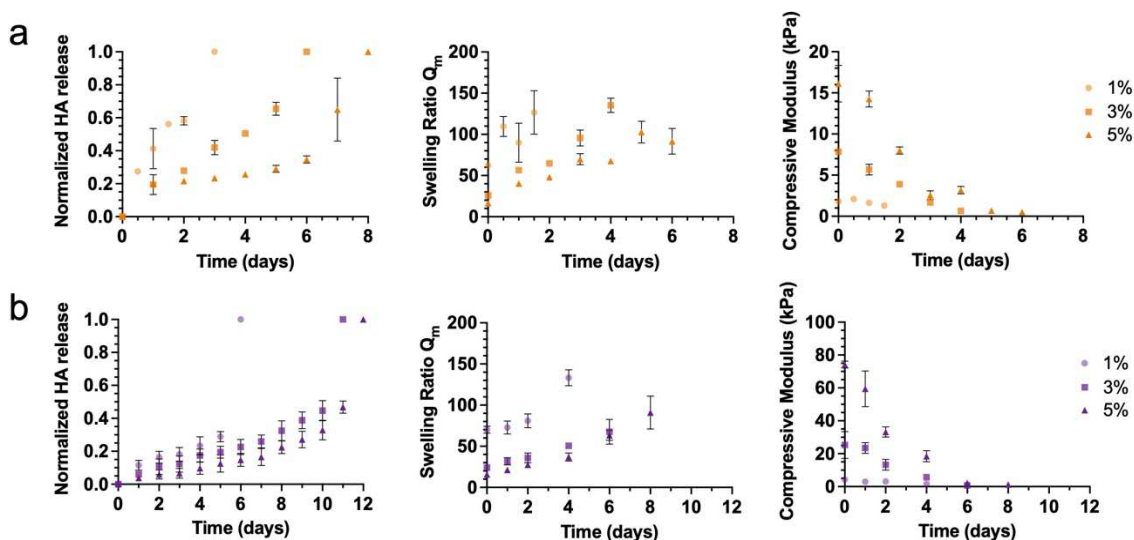 a
Normalized HA release
1.0
0.8
0.6
0.4
0.2
0.0
0 2 4 6 8
Time (days)
Swelling Ratio Qm
200
150
100
50
0
0 2 4 6 8
Time (days)
Compressive Modulus (kPa)
20
15
10
5
0
0 2 4 6 8
Time (days)
1%
3%
5%
b
Normalized HA release
1.0
0.8
0.6
0.4
0.2
0.0
0 2 4 6 8 10 12
Time (days)
Swelling Ratio Qm
200
150
100
50
0
0 2 4 6 8 10 12
Time (days)
Compressive Modulus (kPa)
100
80
60
40
20
0
0 2 4 6 8 10 12
Time (days)
1%
3%
5%